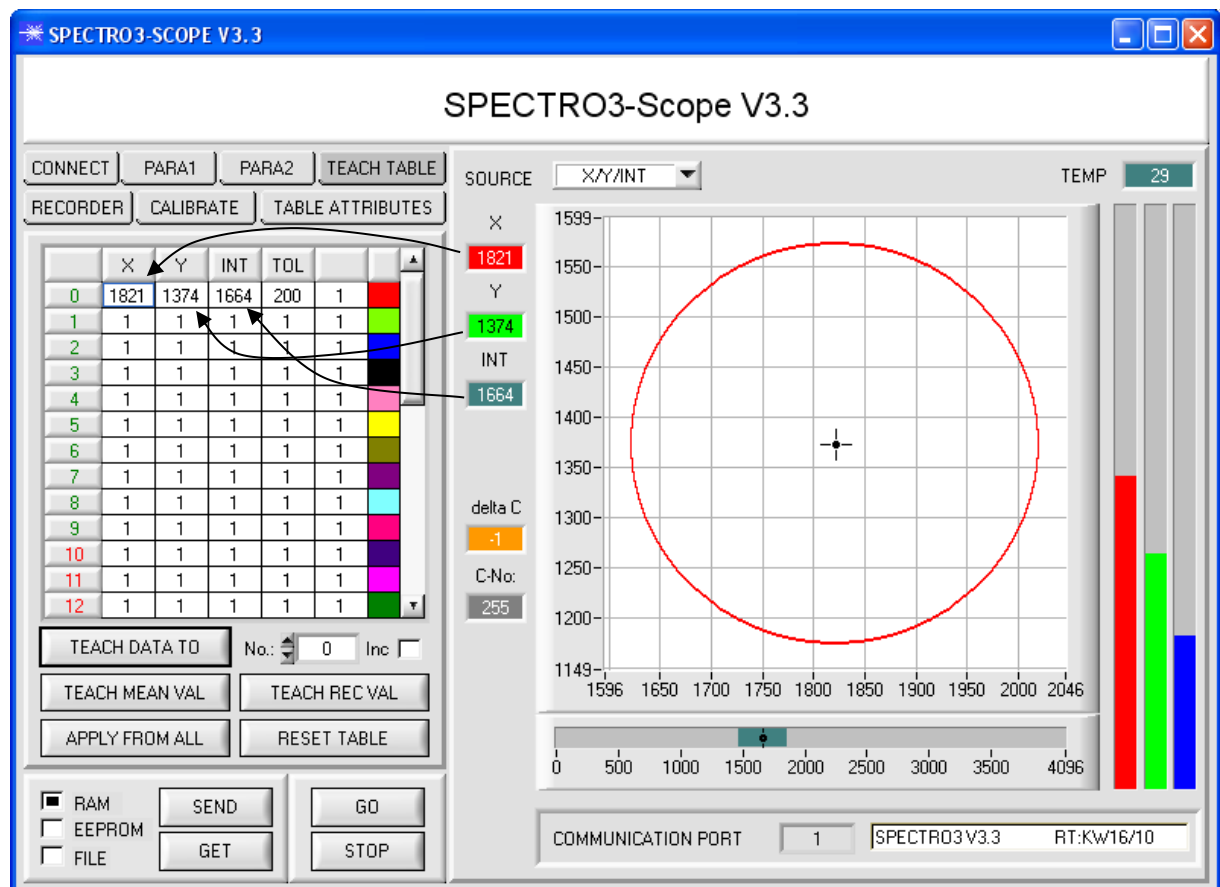 SPECTRO3-SCOPE V3.3
SPECTRO3-Scope V3.3
CONNECT PARA1 PARA2 TEACH TABLE
RECORDER CALIBRATE TABLE ATTRIBUTES
X Y INT TOL
0 1821 1374 1664 200 1
1 1 1 1 1 1
2 1 1 1 1 1
3 1 1 1 1 1
4 1 1 1 1 1
5 1 1 1 1 1
6 1 1 1 1 1
7 1 1 1 1 1
8 1 1 1 1 1
9 1 1 1 1 1
10 1 1 1 1 1
11 1 1 1 1 1
12 1 1 1 1 1
TEACH DATA TO No.: 0 Inc
TEACH MEAN VAL TEACH REC VAL
APPLY FROM ALL RESET TABLE
RAM
EEPROM
FILE
SEND GO
GET STOP
SOURCE X/Y/INT TEMP 29
X
1821
Y
1374
INT
1664
delta C
-1
C-No:
255
1599
1550
1500
1450
1400
1350
1300
1250
1200
1149
1596 1650 1700 1750 1800 1850 1900 1950 2000 2046
0 500 1000 1500 2000 2500 3000 3500 4096
COMMUNICATION PORT 1 SPECTRO3 V3.3 RT:KW16/10